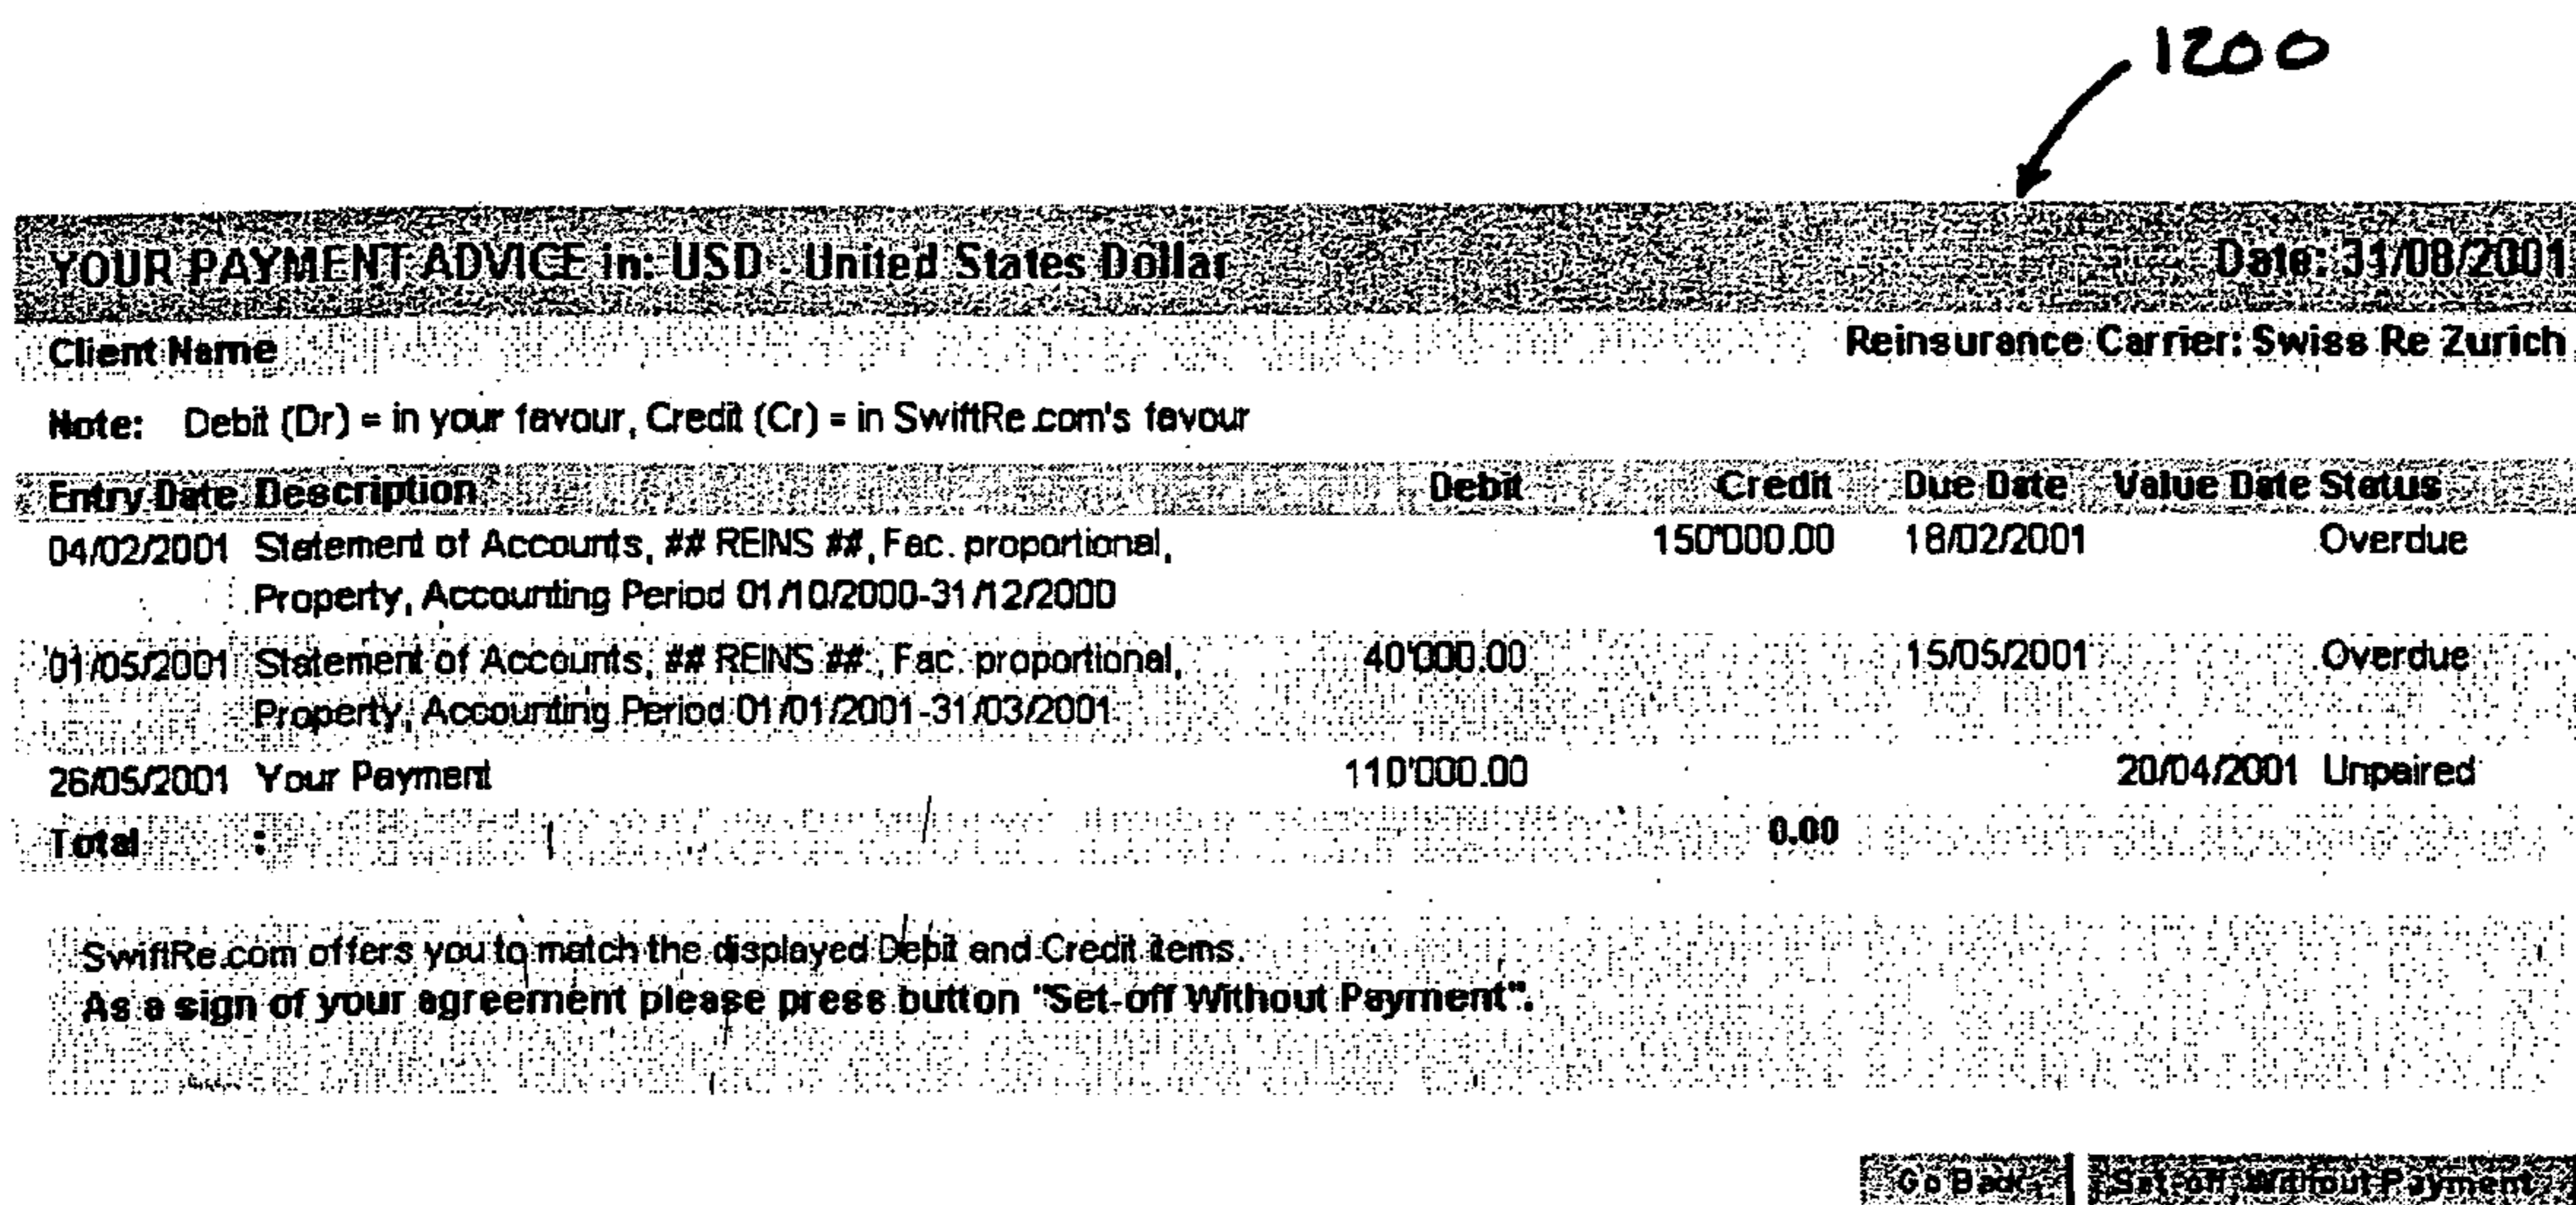 1200
YOUR PAYMENT ADVICE in: USD - United States Dollar Date: 31/08/2001
Client Name Reinsurance Carrier: Swiss Re Zurich
Note: Debit (Dr) = in your favour, Credit (Cr) = in SwiftRe.com's favour
Entry Date Description Debit Credit Due Date Value Date Status
04/02/2001 Statement of Accounts, ## REINS ##, Fac. proportional, 150'000.00 18/02/2001 Overdue
Property, Accounting Period 01/10/2000-31/12/2000
01/05/2001 Statement of Accounts, ## REINS ##, Fac. proportional, 40'000.00 15/05/2001 Overdue
Property, Accounting Period 01/01/2001-31/03/2001
26/05/2001 Your Payment 110'000.00 20/04/2001 Unpaired
Total : 0.00
SwiftRe.com offers you to match the displayed Debit and Credit items.
As a sign of your agreement please press button "Set-off Without Payment".
Go Back Set-off Without Payment